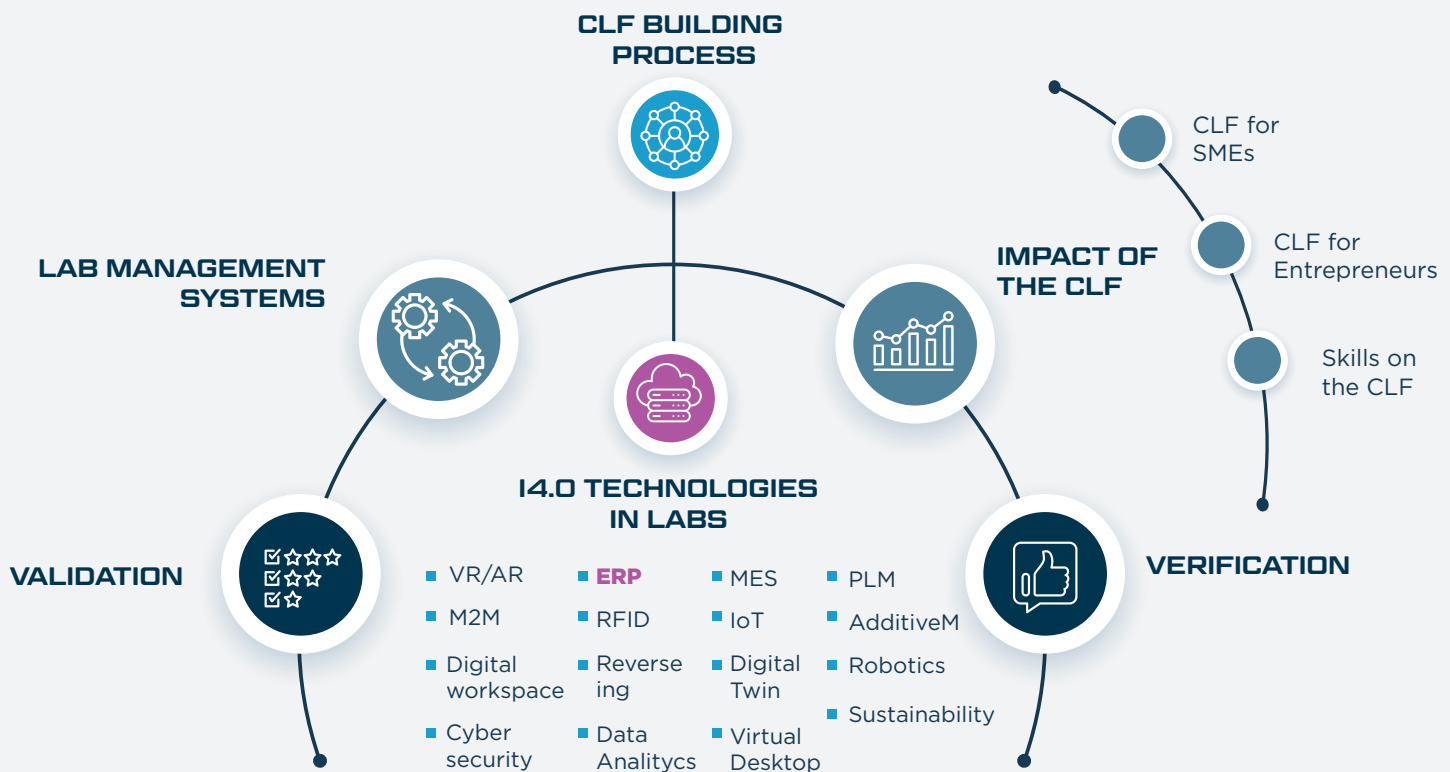 CLF BUILDING
PROCESS
CLF for
SMEs
LAB MANAGEMENT
SYSTEMS
IMPACT OF
THE CLF
CLF for
Entrepreneurs
Skills on
the CLF
I4.0 TECHNOLOGIES
IN LABS
VALIDATION
VERIFICATION
VR/AR
M2M
Digital
workspace
Cyber
security
ERP
RFID
Reverse
ing
Data
Analitycs
MES
IoT
Digital
Twin
Virtual
Desktop
PLM
AdditiveM
Robotics
Sustainability